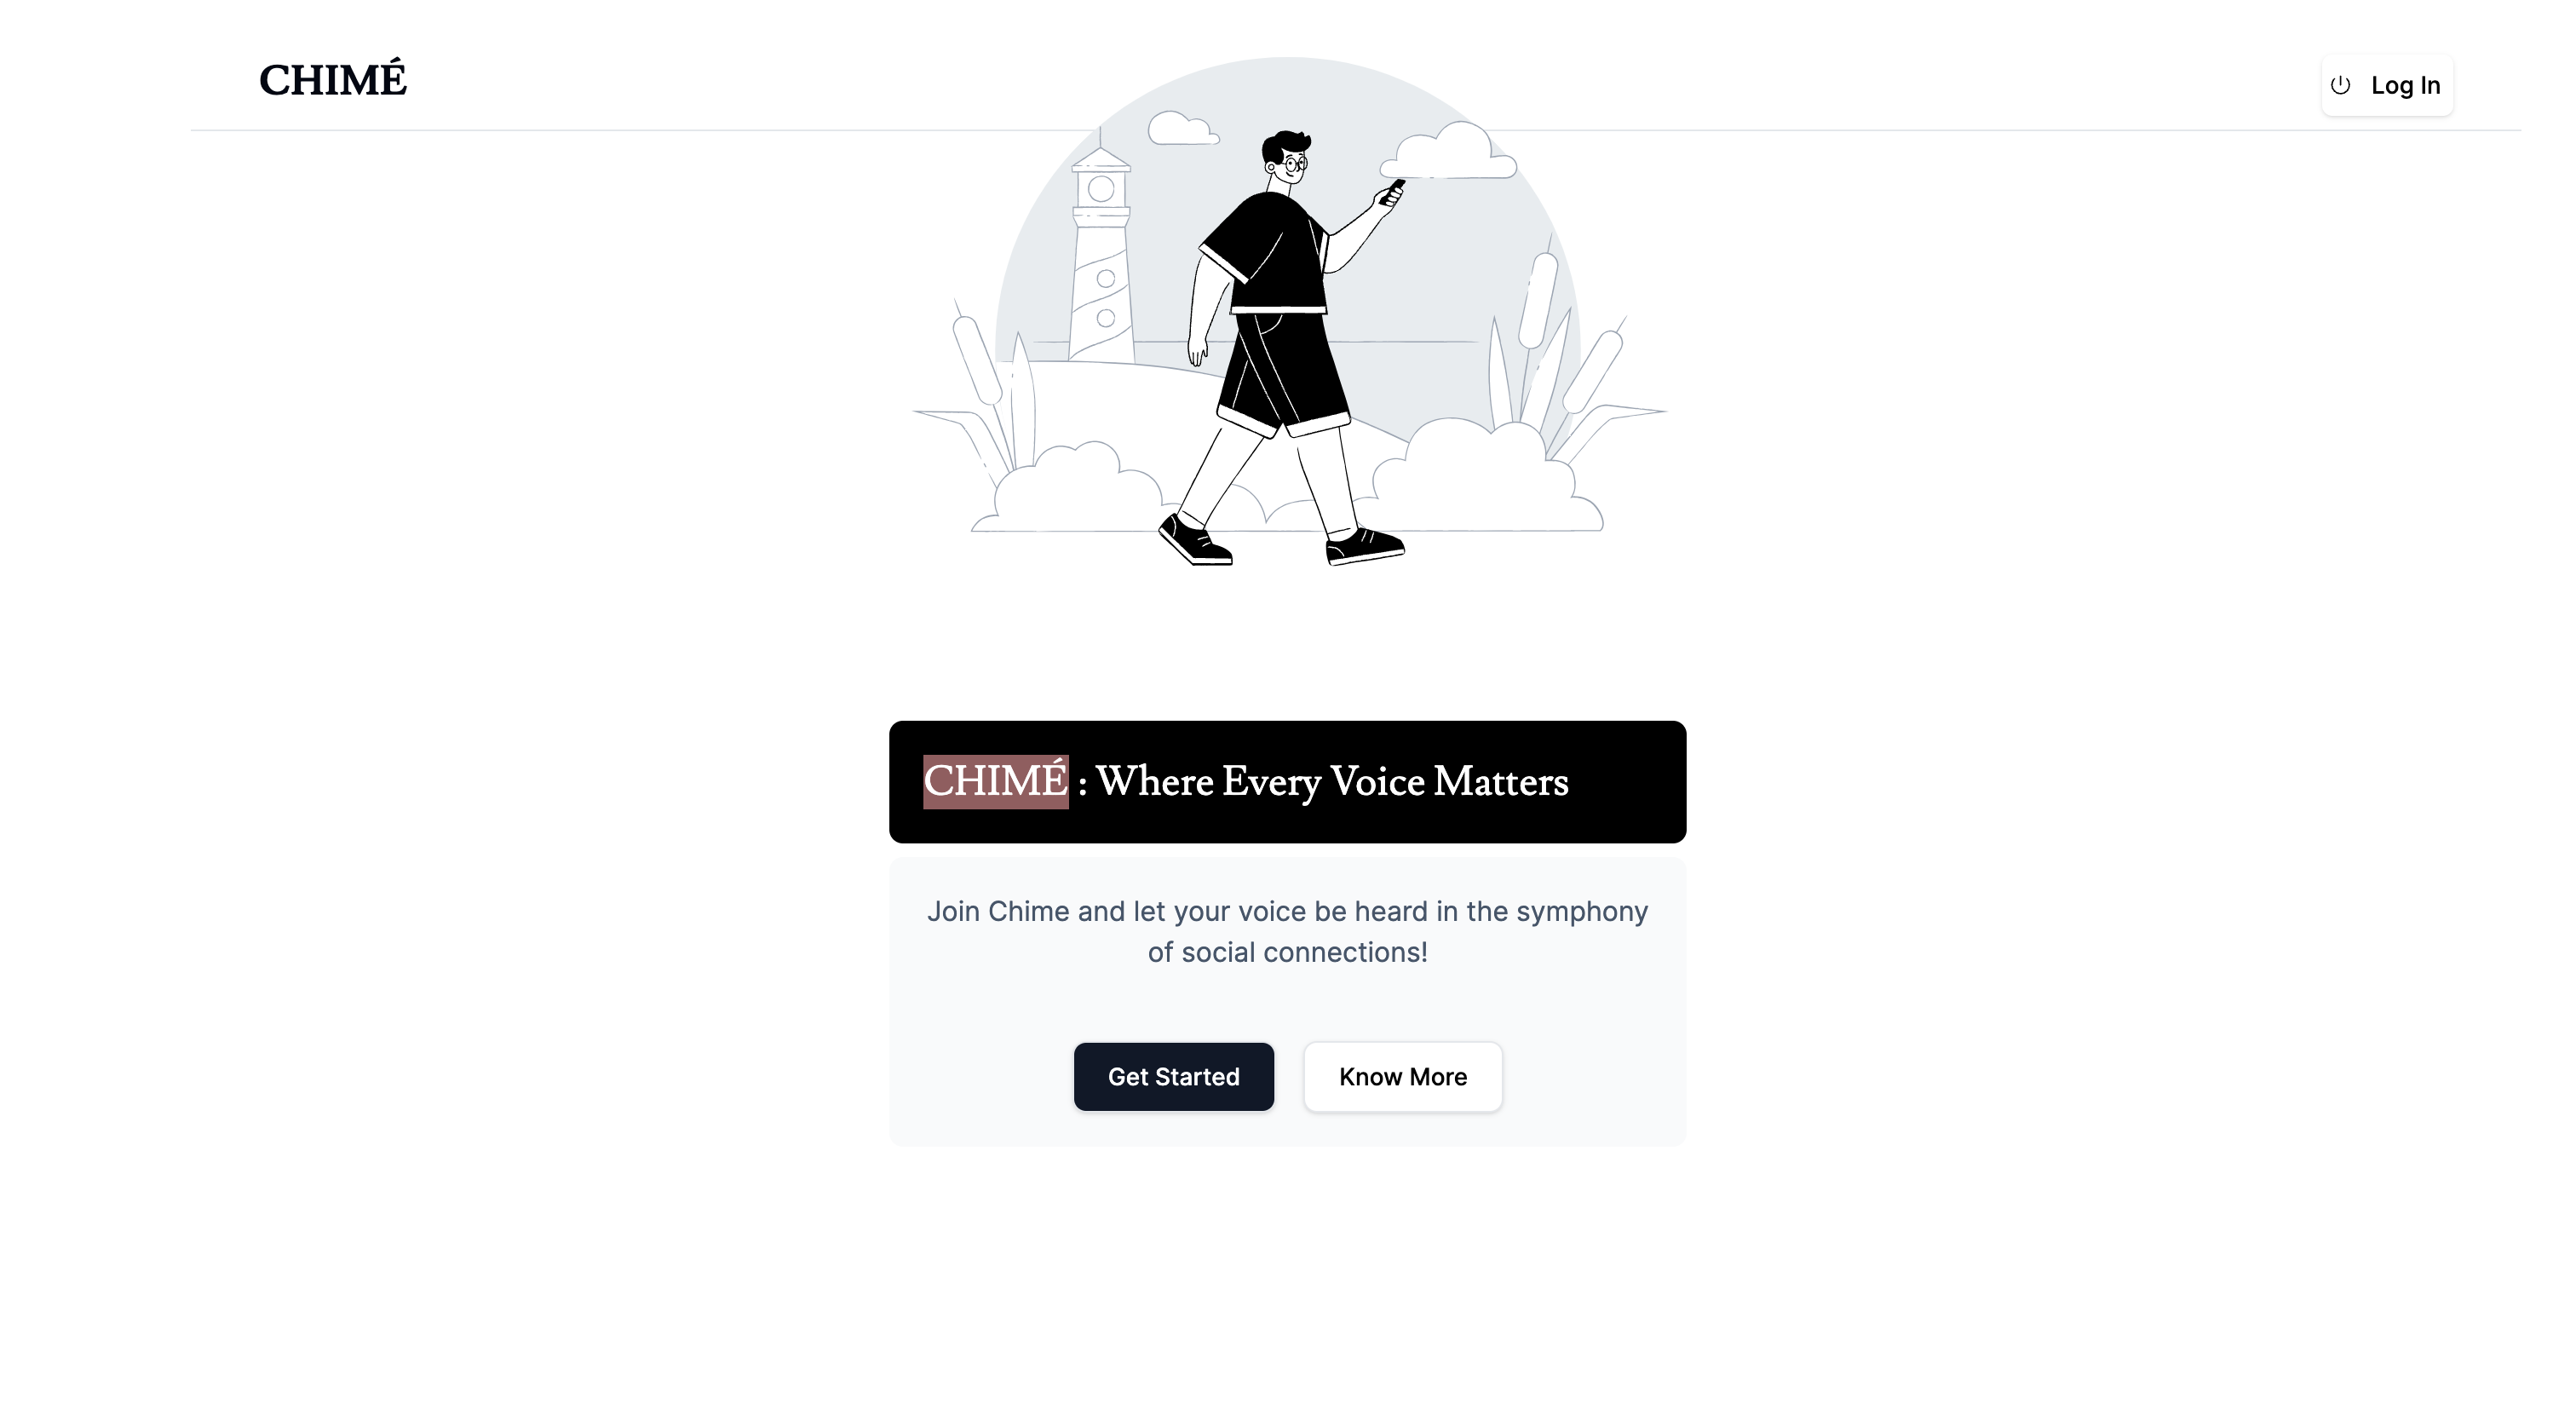 CHIMÉ
Log In
CHIMÉ : Where Every Voice Matters
Join Chime and let your voice be heard in the symphony
of social connections!
Get Started
Know More